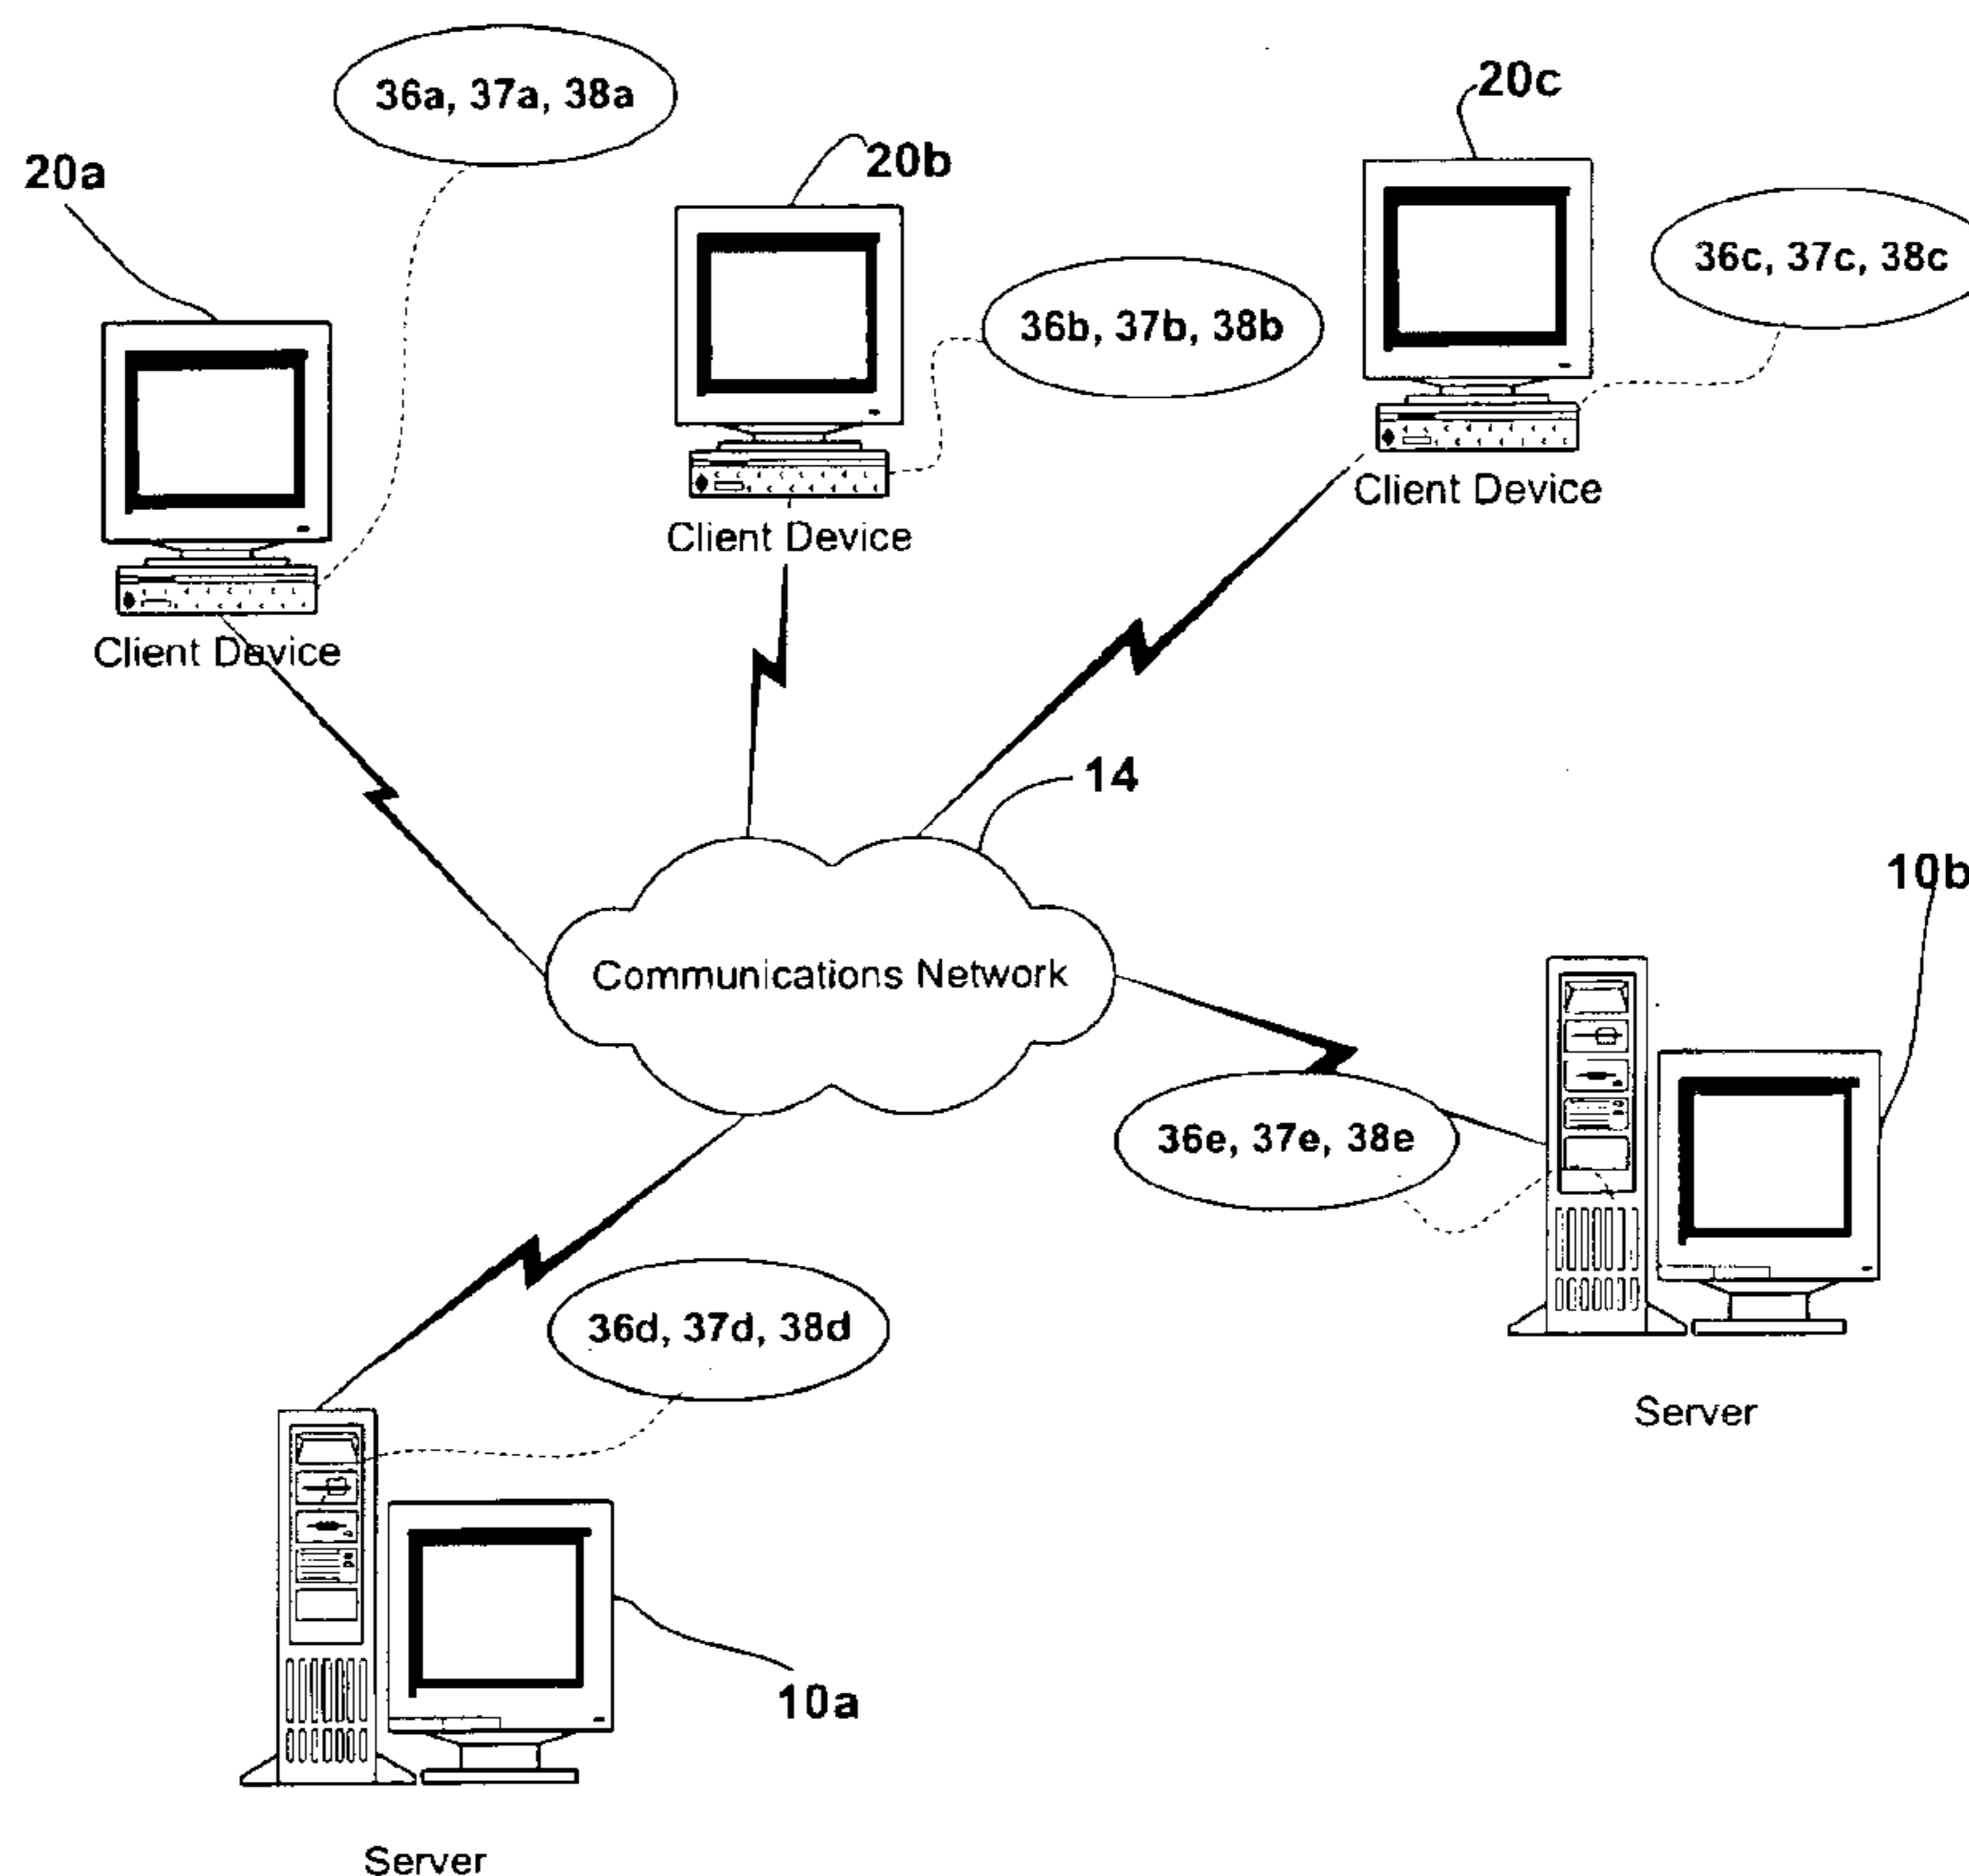 36a, 37a, 38a
20c
20a
20b
36c, 37c, 38c
36b, 37b, 38b
Client Device
Client Device
Client Device
14
10b
Communications Network
36e, 37e, 38e
36d, 37d, 38d
Server
10a
Server